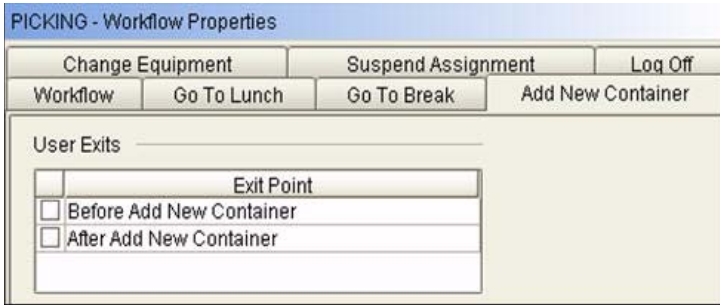 PICKING - Workflow Properties
Change Equipment Suspend Assignment Log Off
Workflow Go To Lunch Go To Break Add New Container
User Exits
Exit Point
Before Add New Container
After Add New Container